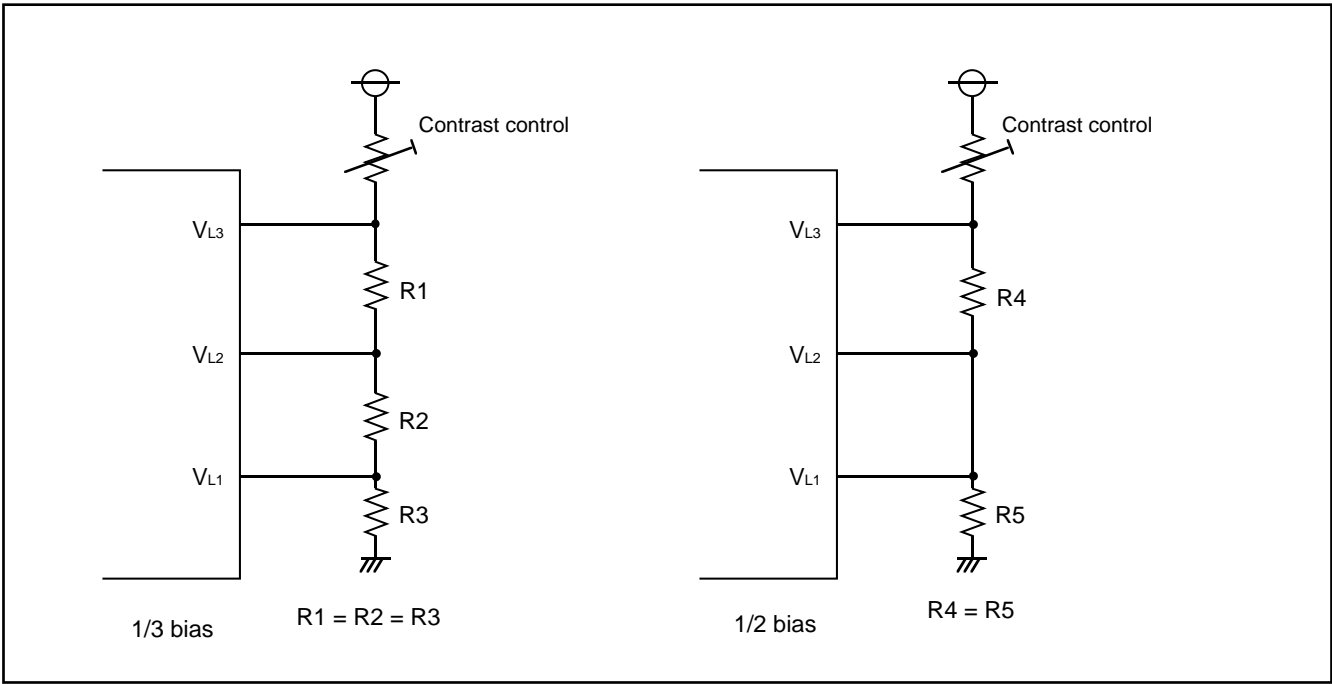 Contrast control
VL3
R1
VL2
R2
VL1
R3
1/3 bias
R1 = R2 = R3
Contrast control
VL3
R4
VL2
VL1
R5
1/2 bias
R4 = R5